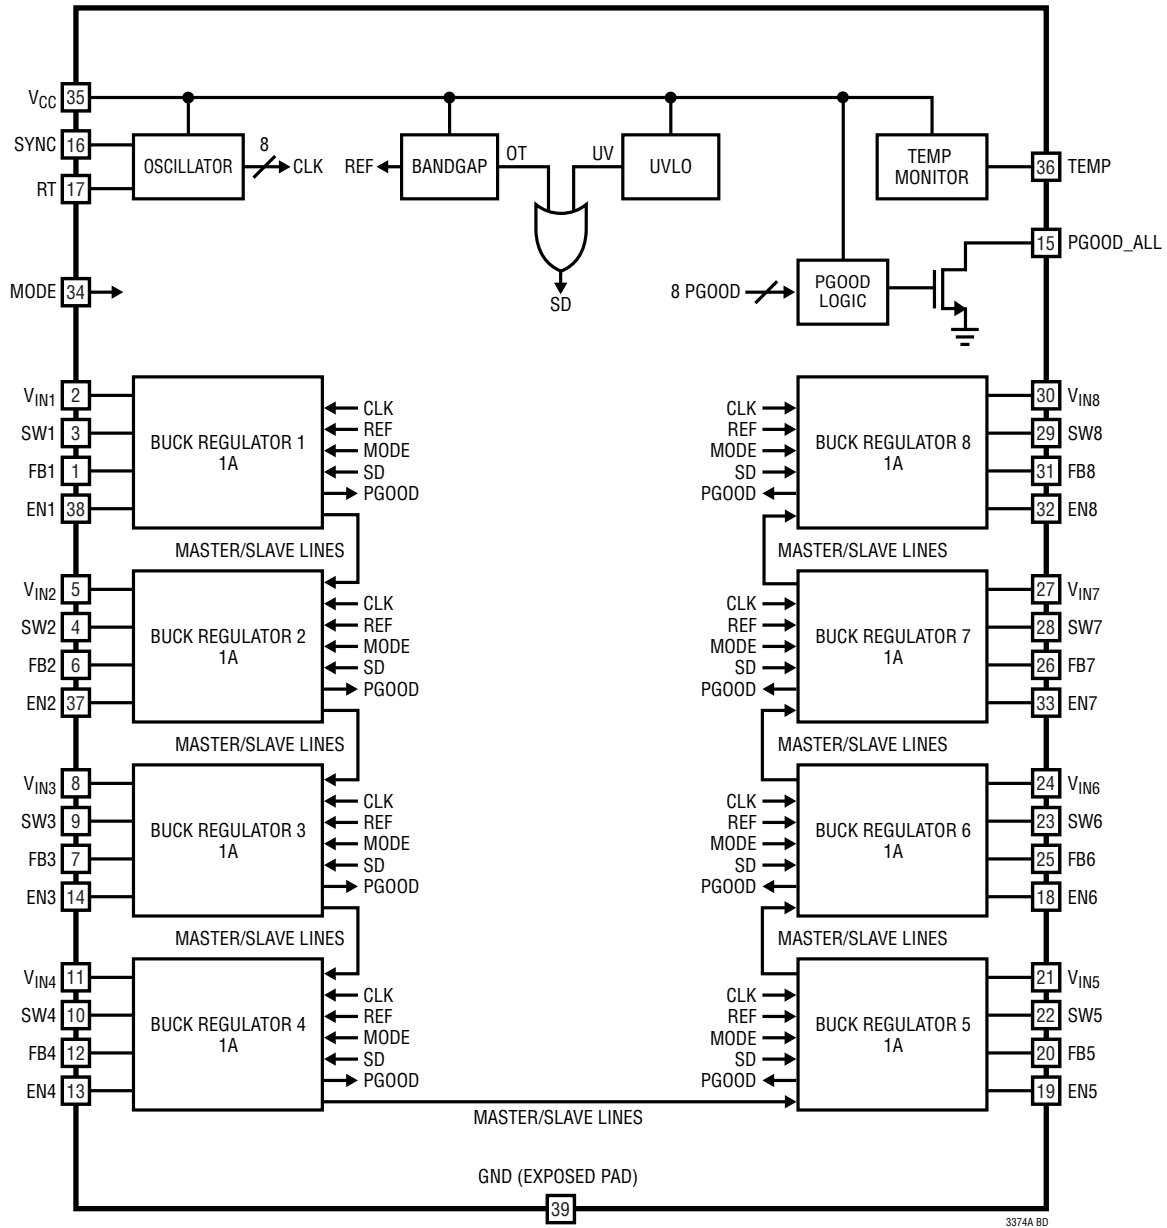 VCC 35
SYNC 16
RT 17
OSCILLATOR
8
CLK
REF
BANDGAP
OT
UV
UVLO
SD
TEMP
MONITOR
36 TEMP
15 PGOOD_ALL
MODE 34
8 PGOOD
PGOOD
LOGIC
VIN1 2
SW1 3
FB1 1
EN1 38
BUCK REGULATOR 1
1A
CLK
REF
MODE
SD
PGOOD
MASTER/SLAVE LINES
VIN2 5
SW2 4
FB2 6
EN2 37
BUCK REGULATOR 2
1A
CLK
REF
MODE
SD
PGOOD
MASTER/SLAVE LINES
VIN3 8
SW3 9
FB3 7
EN3 14
BUCK REGULATOR 3
1A
CLK
REF
MODE
SD
PGOOD
MASTER/SLAVE LINES
VIN4 11
SW4 10
FB4 12
EN4 13
BUCK REGULATOR 4
1A
CLK
REF
MODE
SD
PGOOD
MASTER/SLAVE LINES
CLK
REF
MODE
SD
PGOOD
BUCK REGULATOR 8
1A
30 VIN8
29 SW8
31 FB8
32 EN8
MASTER/SLAVE LINES
CLK
REF
MODE
SD
PGOOD
BUCK REGULATOR 7
1A
27 VIN7
28 SW7
26 FB7
33 EN7
MASTER/SLAVE LINES
CLK
REF
MODE
SD
PGOOD
BUCK REGULATOR 6
1A
24 VIN6
23 SW6
25 FB6
18 EN6
MASTER/SLAVE LINES
CLK
REF
MODE
SD
PGOOD
BUCK REGULATOR 5
1A
21 VIN5
22 SW5
20 FB5
19 EN5
GND (EXPOSED PAD)
39
3374A BD